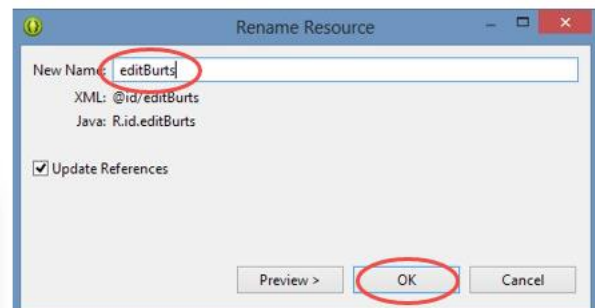 Rename Resource
New Name: editBurts
XML: @id/editBurts
Java: R.id.editBurts
Update References
Preview > OK Cancel